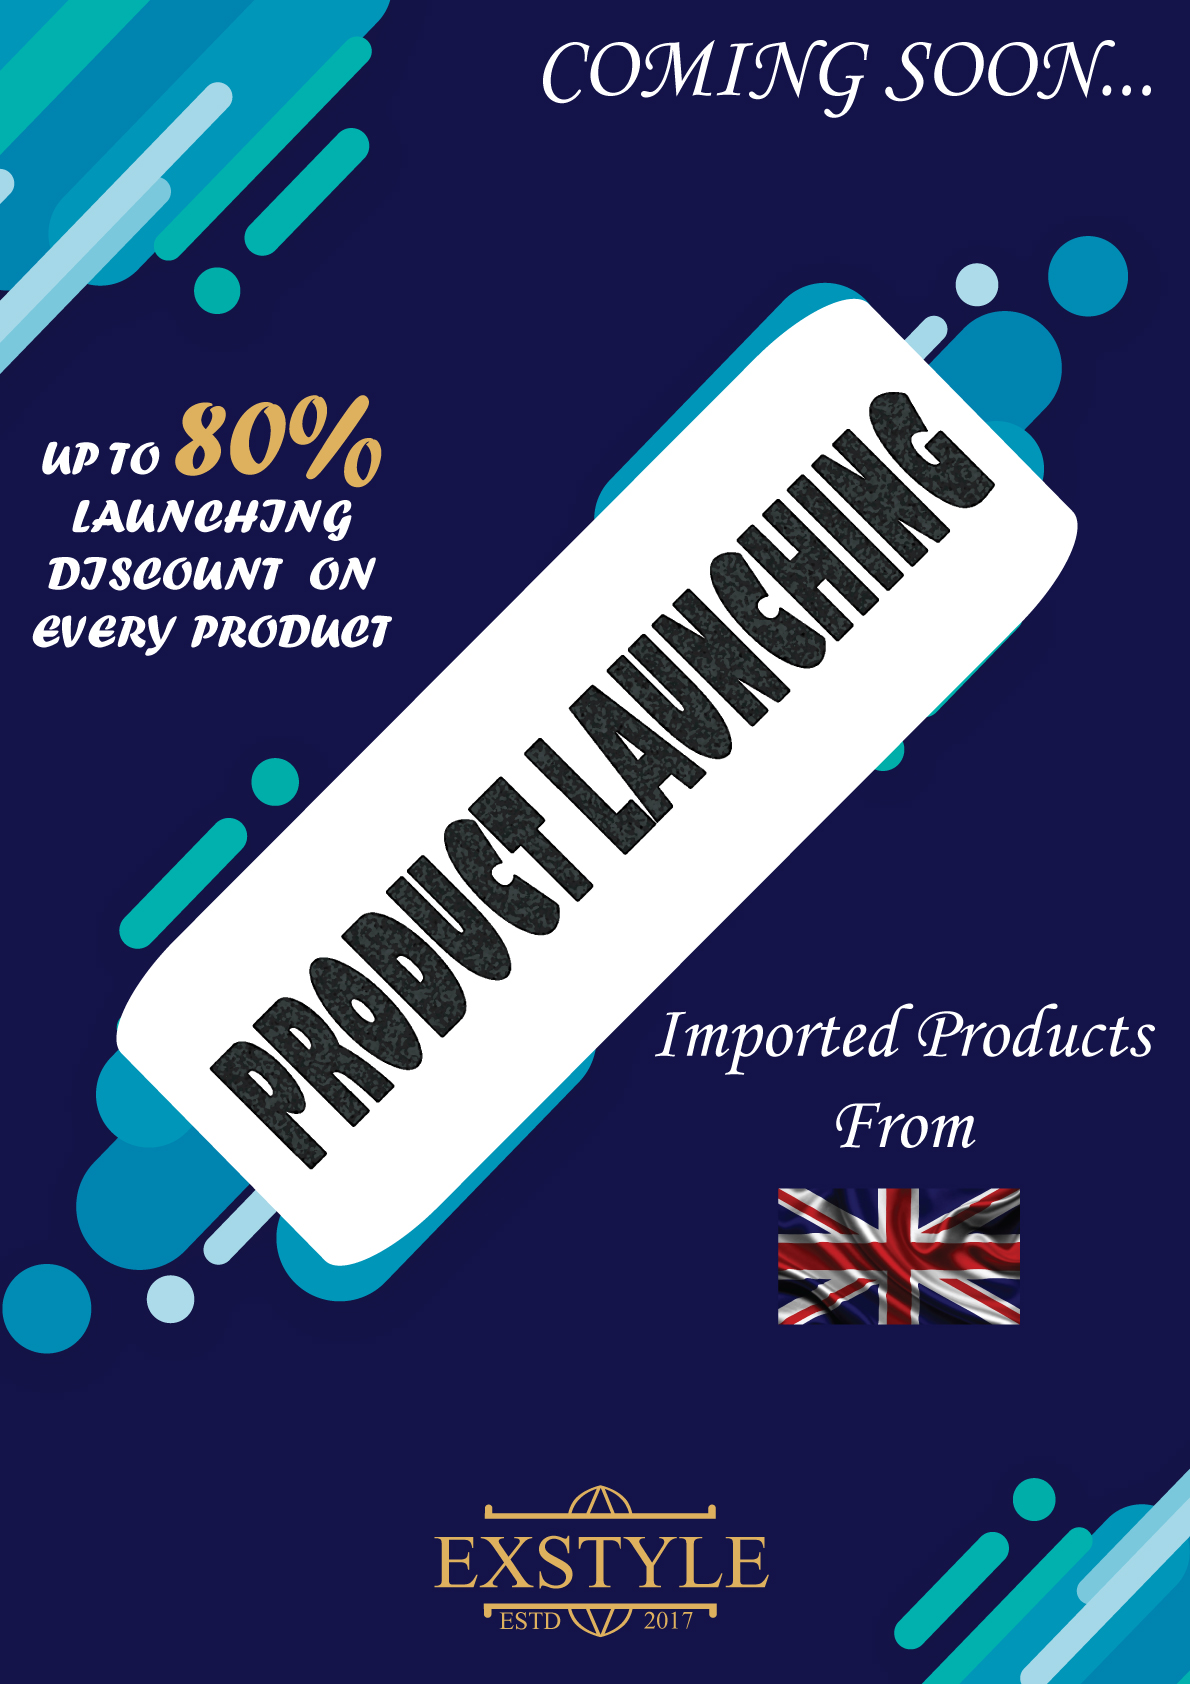 COMING SOON...
UP TO 80%
LAUNCHING
DISCOUNT ON
EVERY PRODUCT
PRODUCT LAUNCHING
Imported Products
From
EXSTYLE
ESTD 2017